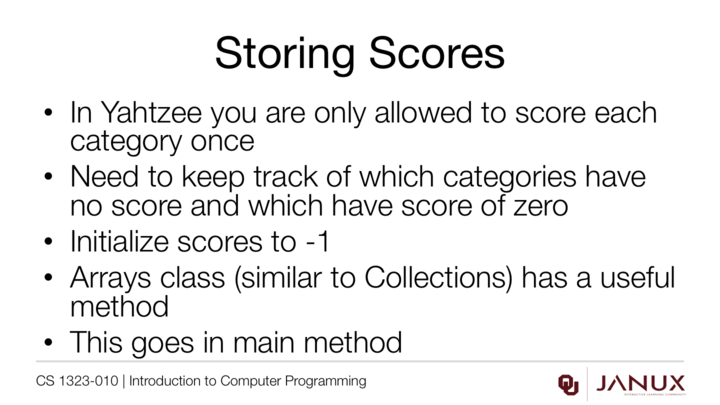 Storing Scores
• In Yahtzee you are only allowed to score each
category once
• Need to keep track of which categories have
no score and which have score of zero
• Initialize scores to -1
• Arrays class (similar to Collections) has a useful
method
• This goes in main method
CS 1323-010 | Introduction to Computer Programming
JANUX